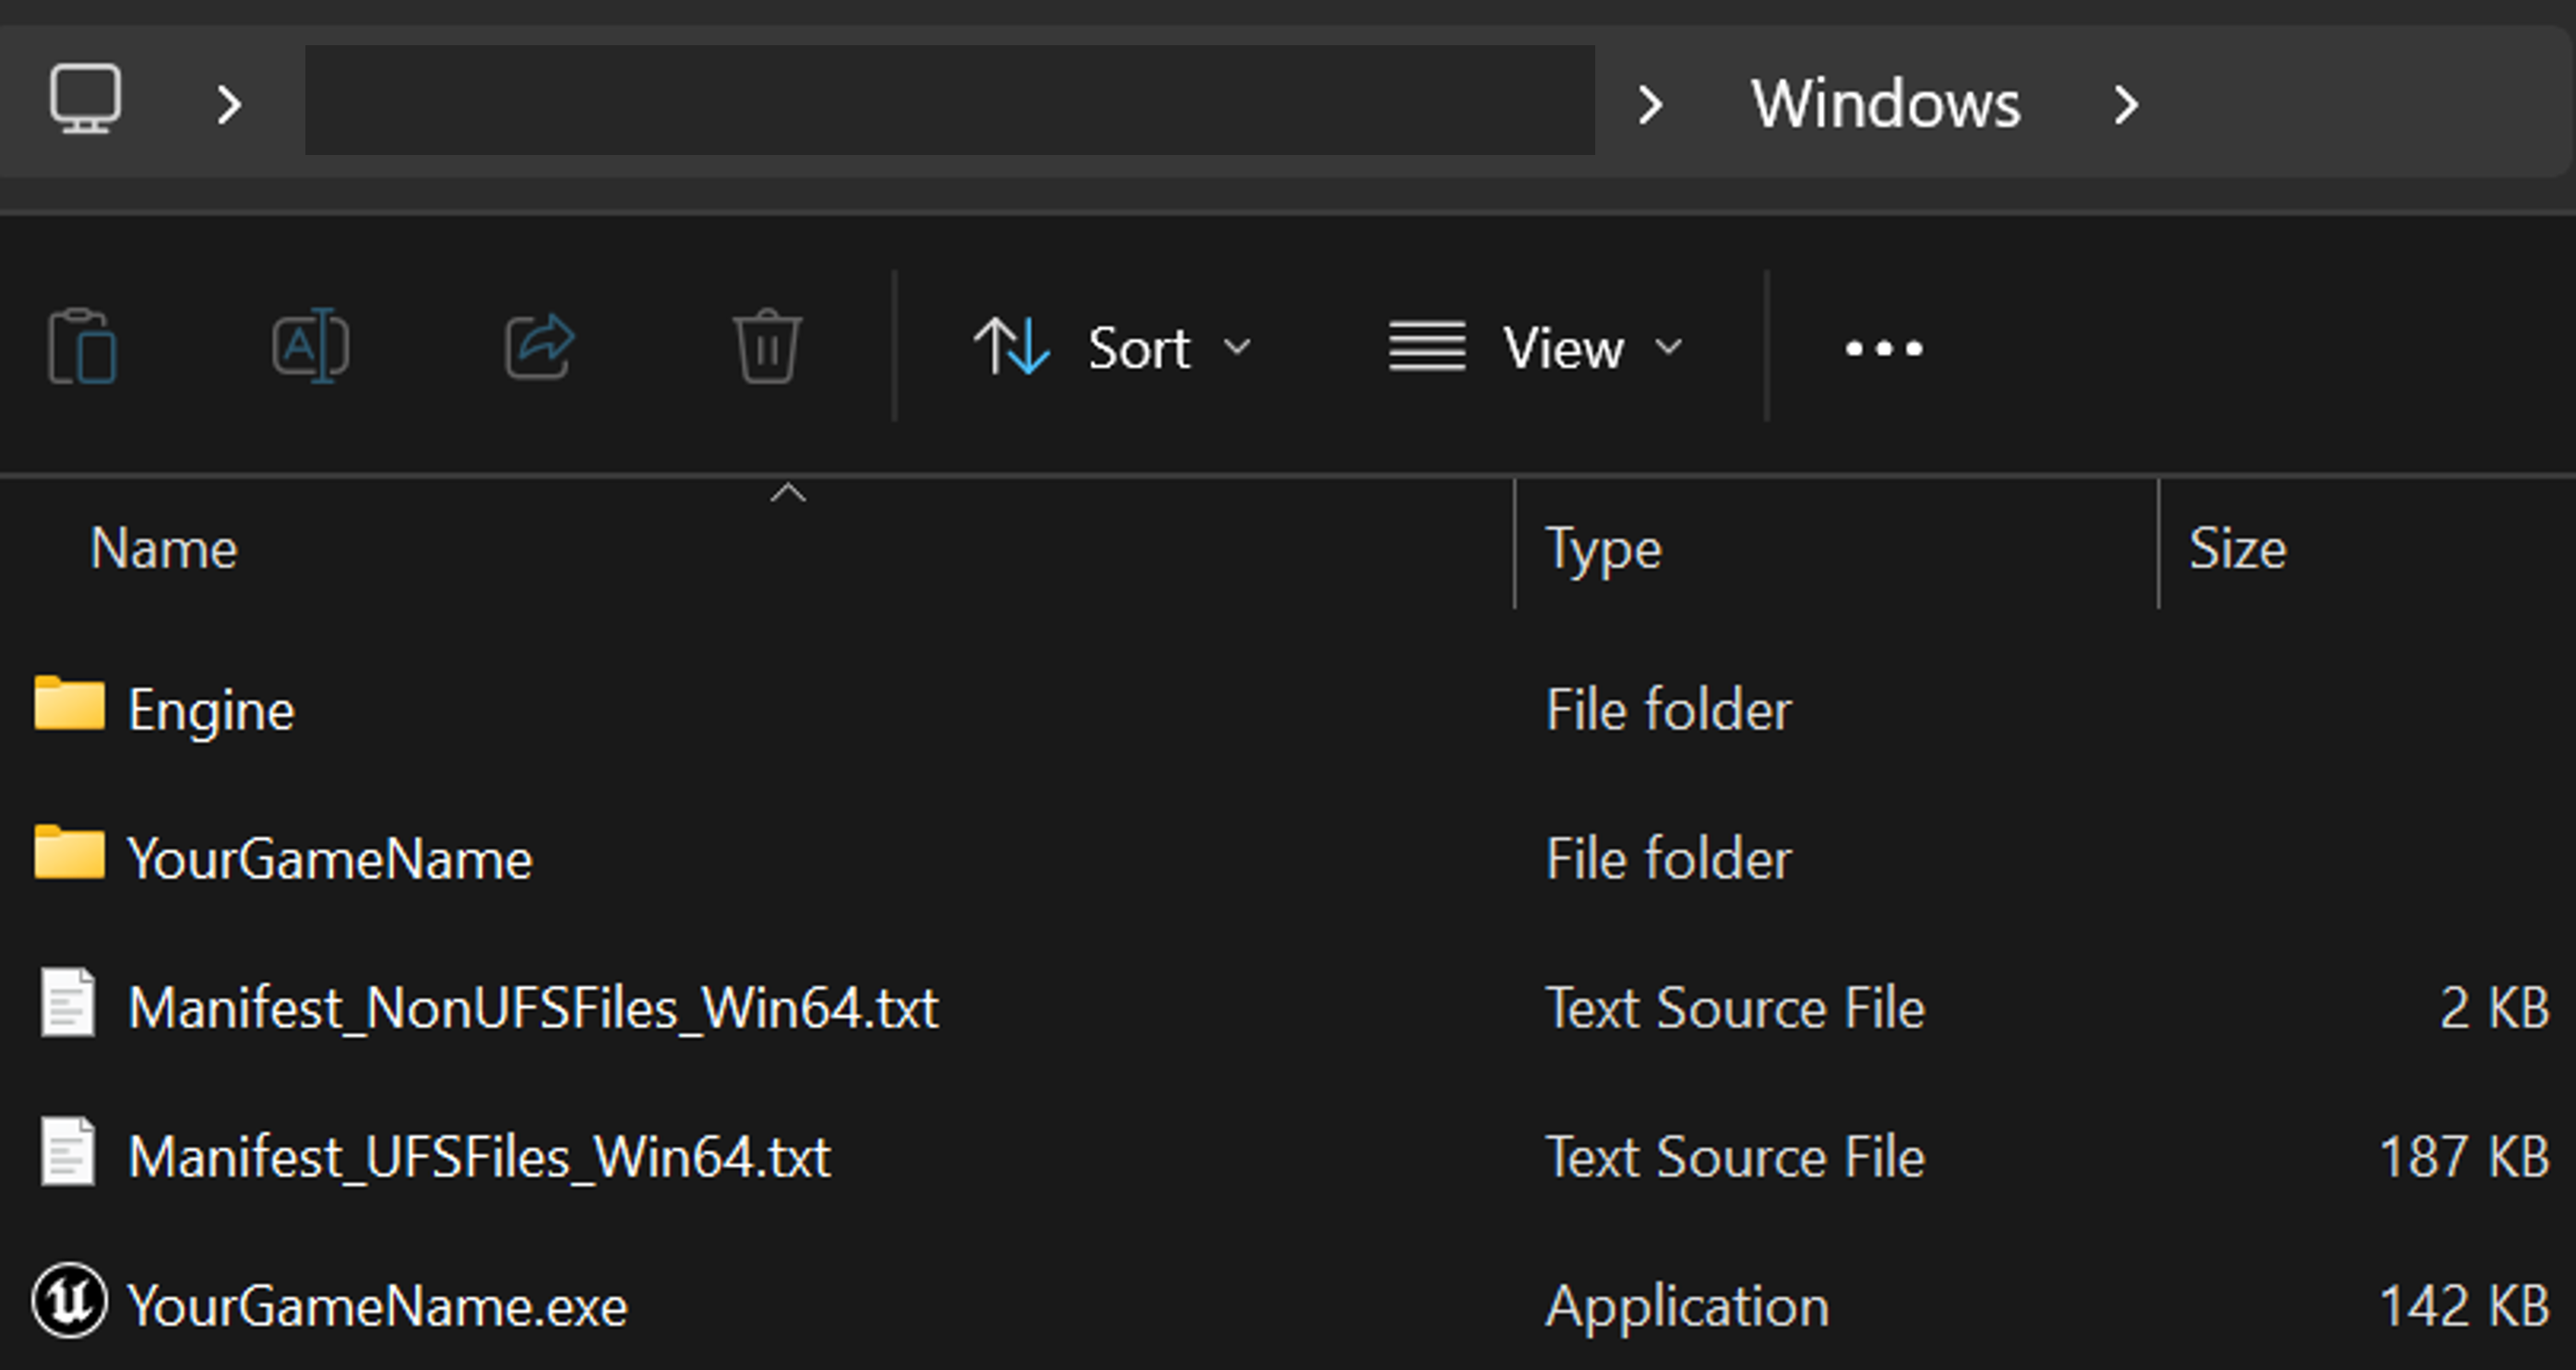 Windows
Sort View
Name Type Size
Engine File folder
YourGameName File folder
Manifest_NonUFSFiles_Win64.txt Text Source File 2 KB
Manifest_UFSFiles_Win64.txt Text Source File 187 KB
YourGameName.exe Application 142 KB